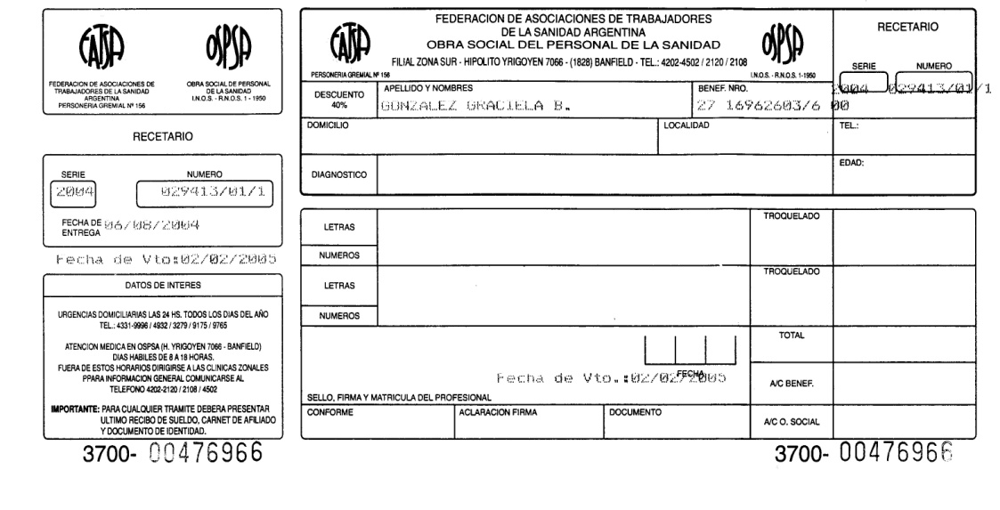 FATSA
OSPSA
FEDERACION DE ASOCIACIONES DE
TRABAJADORES DE LA SANIDAD
ARGENTINA
PERSONERIA GREMIAL Nº 156
OBRA SOCIAL DE PERSONAL
DE LA SANIDAD
I.N.O.S. - R.N.O.S. 1 - 1950
RECETARIO
SERIE
NUMERO
2004
029413/01/1
FECHA DE ENTREGA
06/08/2004
Fecha de Vto:02/02/2005
DATOS DE INTERES
URGENCIAS DOMICILIARIAS LAS 24 HS. TODOS LOS DIAS DEL AÑO
TEL.: 4331-9996 / 4932 / 3279 / 9175 / 9765
ATENCION MEDICA EN OSPSA (H. YRIGOYEN 7066 - BANFIELD)
DIAS HABILES DE 8 A 18 HORAS.
FUERA DE ESTOS HORARIOS DIRIGIRSE A LAS CLINICAS ZONALES
PPARA INFORMACION GENERAL COMUNICARSE AL
TELEFONO 4202-2120 / 2108 / 4502
IMPORTANTE: PARA CUALQUIER TRAMITE DEBERA PRESENTAR
ULTIMO RECIBO DE SUELDO, CARNET DE AFILIADO
Y DOCUMENTO DE IDENTIDAD.
3700- 00476966
FATSA
PERSONERIA GREMIAL Nº 156
FEDERACION DE ASOCIACIONES DE TRABAJADORES
DE LA SANIDAD ARGENTINA
OBRA SOCIAL DEL PERSONAL DE LA SANIDAD
FILIAL ZONA SUR - HIPOLITO YRIGOYEN 7066 - (1828) BANFIELD - TEL.: 4202-4502 / 2120 / 2108
OSPSA
I.N.O.S. - R.N.O.S. 1-1950
RECETARIO
SERIE
NUMERO
2004
029413/01/1
DESCUENTO
40%
APELLIDO Y NOMBRES
GONZALEZ GRACIELA B.
BENEF. NRO.
27 16962603/6 00
DOMICILIO
LOCALIDAD
TEL.:
DIAGNOSTICO
EDAD:
LETRAS
TROQUELADO
NUMEROS
LETRAS
TROQUELADO
NUMEROS
TOTAL
FECHA
Fecha de Vto.:02/02/2005
A/C BENEF.
SELLO, FIRMA Y MATRICULA DEL PROFESIONAL
CONFORME
ACLARACION FIRMA
DOCUMENTO
A/C O. SOCIAL
3700- 00476966